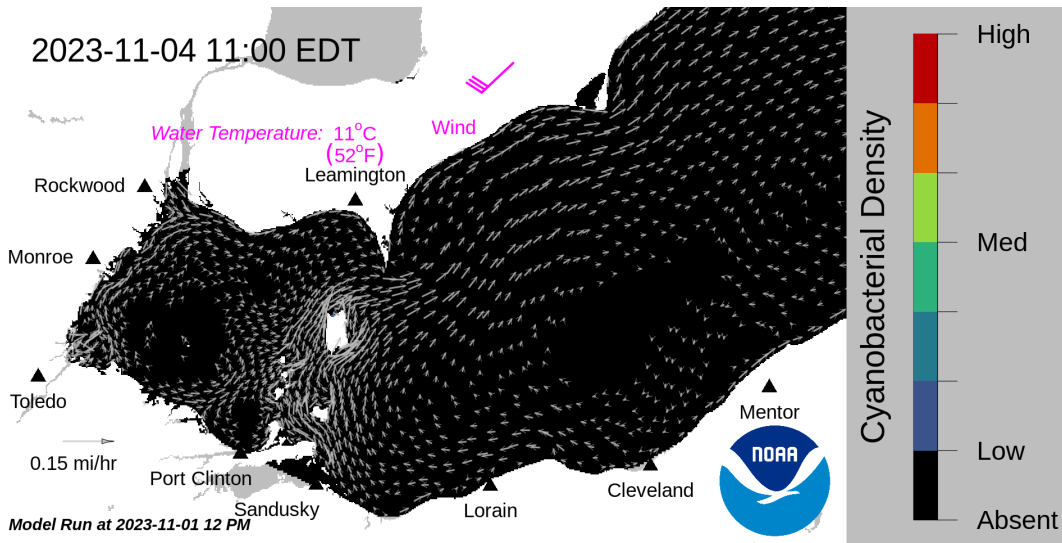 2023-11-04 11:00 EDT
High
Water Temperature: 11°C
(52°F)
Wind
Leamington
Rockwood
Monroe
Med
Cyanobacterial Density
Toledo
Mentor
0.15 mi/hr
NOAA
Low
Port Clinton
Cleveland
Sandusky
Lorain
Model Run at 2023-11-01 12 PM
Absent